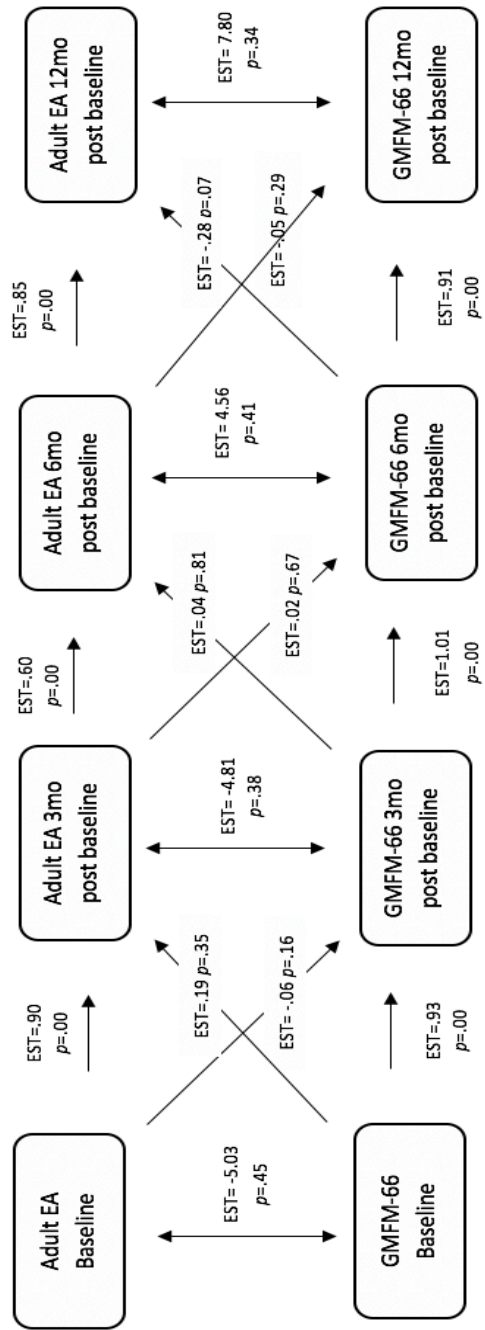 Adult EA
Baseline
EST=.90
p=.00
Adult EA 3mo
post baseline
EST=.60
p=.00
Adult EA 6mo
post baseline
EST=.85
p=.00
Adult EA 12mo
post baseline
EST= -5.03
p=.45
EST=.19 p=.35
EST= -.06 p=.16
EST= -4.81
p=.38
EST=.04 p=.81
EST=.02 p=.67
EST= 4.56
p=.41
EST= -.28 p=.07
EST= -.05 p=.29
EST= 7.80
p=.34
GMFM-66
Baseline
EST=.93
p=.00
GMFM-66 3mo
post baseline
EST=1.01
p=.00
GMFM-66 6mo
post baseline
EST=.91
p=.00
GMFM-66 12mo
post baseline